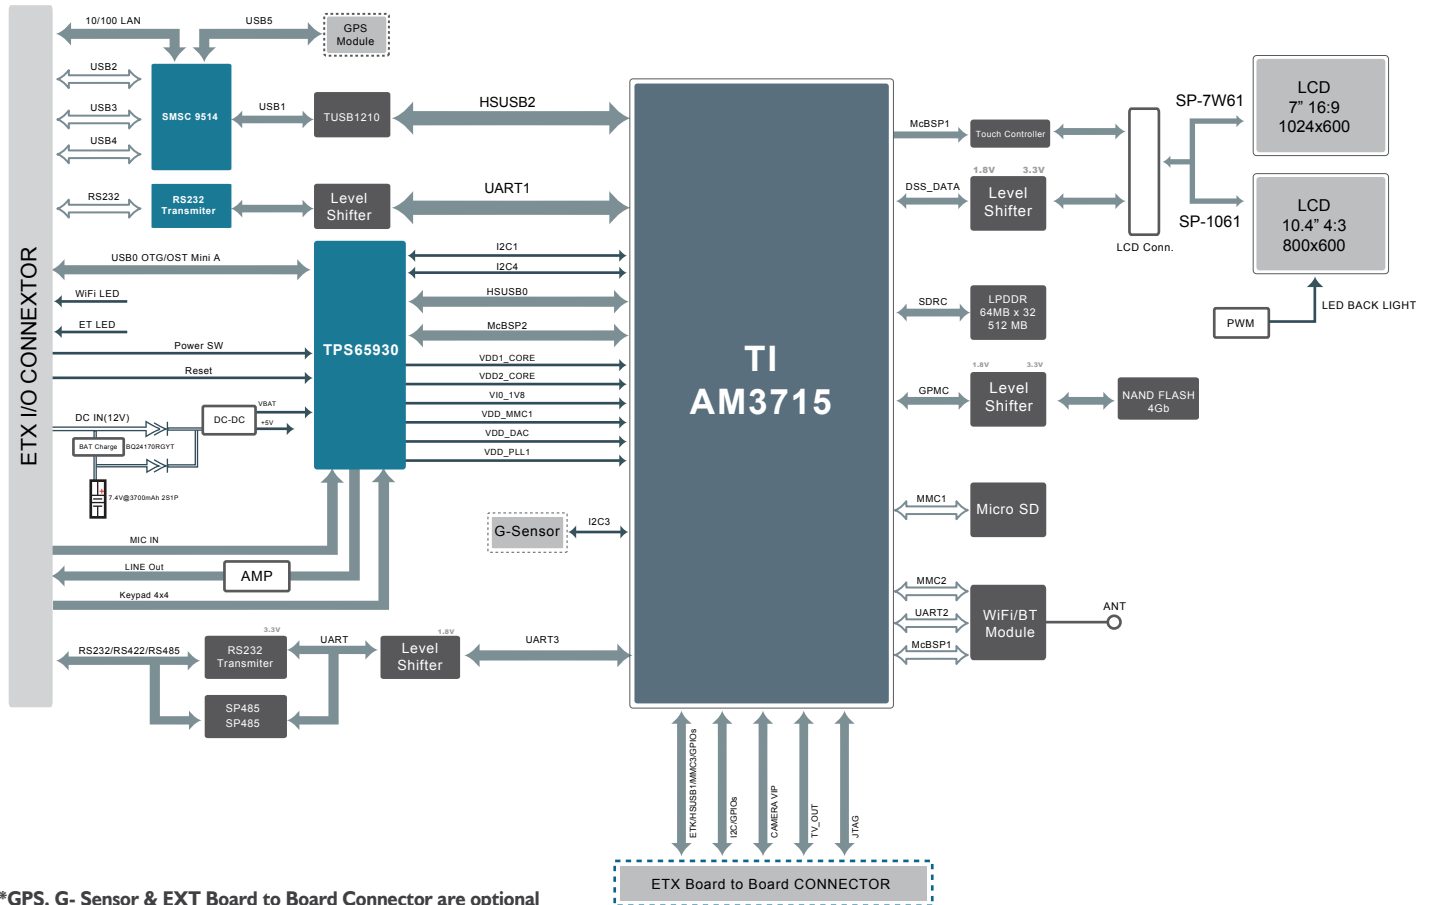 10/100 LAN
USB5
GPS
Module
USB2
USB3
USB4
SMSC 9514
USB1
TUSB1210
HSUSB2
RS232
RS232
Transmiter
Level
Shifter
UART1
ETX I/O CONNEXTOR
USB0 OTG/OST Mini A
WiFi LED
ET LED
Power SW
Reset
DC IN(12V)
BAT Charge
BQ24170RGYT
DC-DC
VBAT
+5V
7.4V@3700mAh 2S1P
TPS65930
I2C1
I2C4
HSUSB0
McBSP2
VDD1_CORE
VDD2_CORE
VI0_1V8
VDD_MMC1
VDD_DAC
VDD_PLL1
G-Sensor
I2C3
MIC IN
LINE Out
AMP
Keypad 4x4
RS232/RS422/RS485
3.3V
RS232
Transmiter
SP485
SP485
UART
1.8V
Level
Shifter
UART3
TI
AM3715
McBSP1
Touch Controller
1.8V
3.3V
DSS_DATA
Level
Shifter
LCD Conn.
SP-7W61
LCD
7” 16:9
1024x600
SP-1061
LCD
10.4” 4:3
800x600
PWM
LED BACK LIGHT
SDRC
LPDDR
64MB x 32
512 MB
1.8V
3.3V
GPMC
Level
Shifter
NAND FLASH
4Gb
MMC1
Micro SD
MMC2
UART2
McBSP1
WiFi/BT
Module
ANT
ETK/HSUSB1/MMC3/GPIOs
I2C/GPIOs
CAMERA VIP
TV_OUT
JTAG
ETX Board to Board CONNECTOR
*GPS, G- Sensor & EXT Board to Board Connector are optional